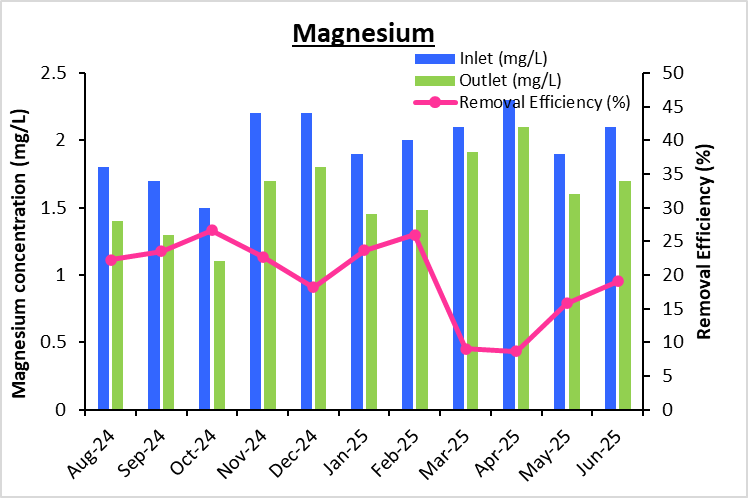 Magnesium
Inlet (mg/L)
Outlet (mg/L)
Removal Efficiency (%)
Magnesium concentration (mg/L)
2.5
2
1.5
1
0.5
0
50
45
40
35
30
25
20
15
10
5
0
Removal Efficiency (%)
Aug-24
Sep-24
Oct-24
Nov-24
Dec-24
Jan-25
Feb-25
Mar-25
Apr-25
May-25
Jun-25